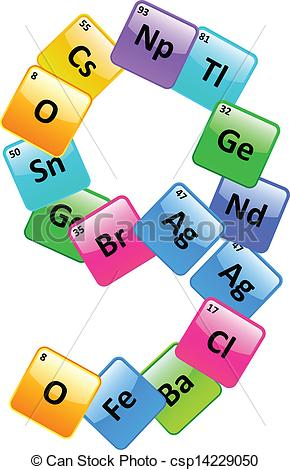 93
Np
55
Cs
81
Tl
8
O
32
Ge
50
Sn
47
Ag
Nd
35
Br
47
Ag
17
Cl
8
O
Fe
Ba
© Can Stock Photo - csp14229050